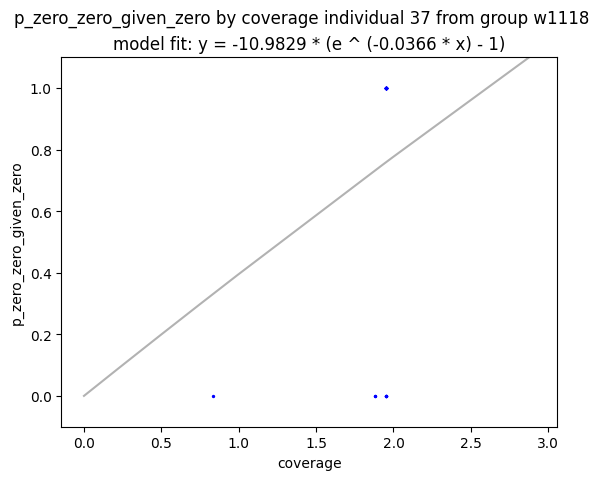 p_zero_zero_given_zero by coverage individual 37 from group w1118
model fit: y = -10.9829 * (e ^ (-0.0366 * x) - 1)
1.0
0.8
0.6
0.4
0.2
0.0
p_zero_zero_given_zero
0.0 0.5 1.0 1.5 2.0 2.5 3.0
coverage